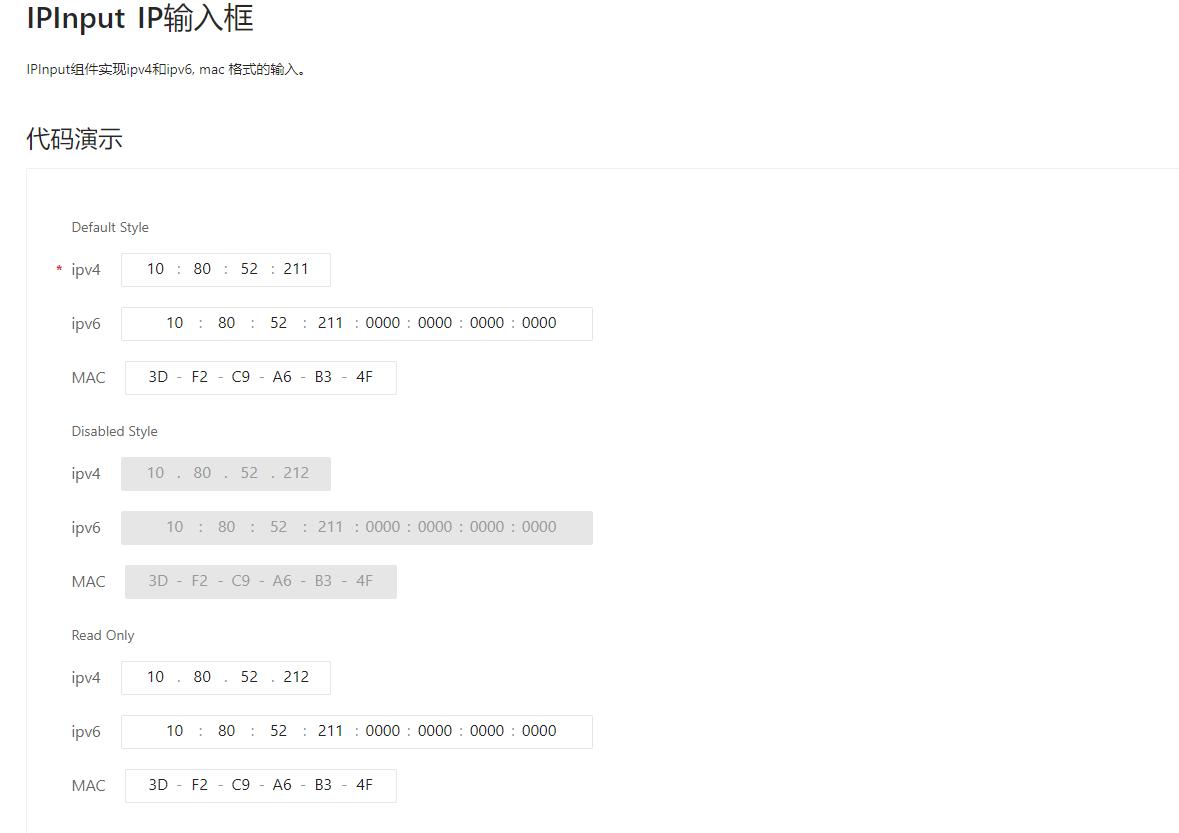 IPInput IP输入框
IPInput组件实现ipv4和ipv6, mac 格式的输入。
代码演示
Default Style
* ipv4 10 : 80 : 52 : 211
ipv6 10 : 80 : 52 : 211 : 0000 : 0000 : 0000 : 0000
MAC 3D - F2 - C9 - A6 - B3 - 4F
Disabled Style
ipv4 10 . 80 . 52 . 212
ipv6 10 : 80 : 52 : 211 : 0000 : 0000 : 0000 : 0000
MAC 3D - F2 - C9 - A6 - B3 - 4F
Read Only
ipv4 10 . 80 . 52 . 212
ipv6 10 : 80 : 52 : 211 : 0000 : 0000 : 0000 : 0000
MAC 3D - F2 - C9 - A6 - B3 - 4F